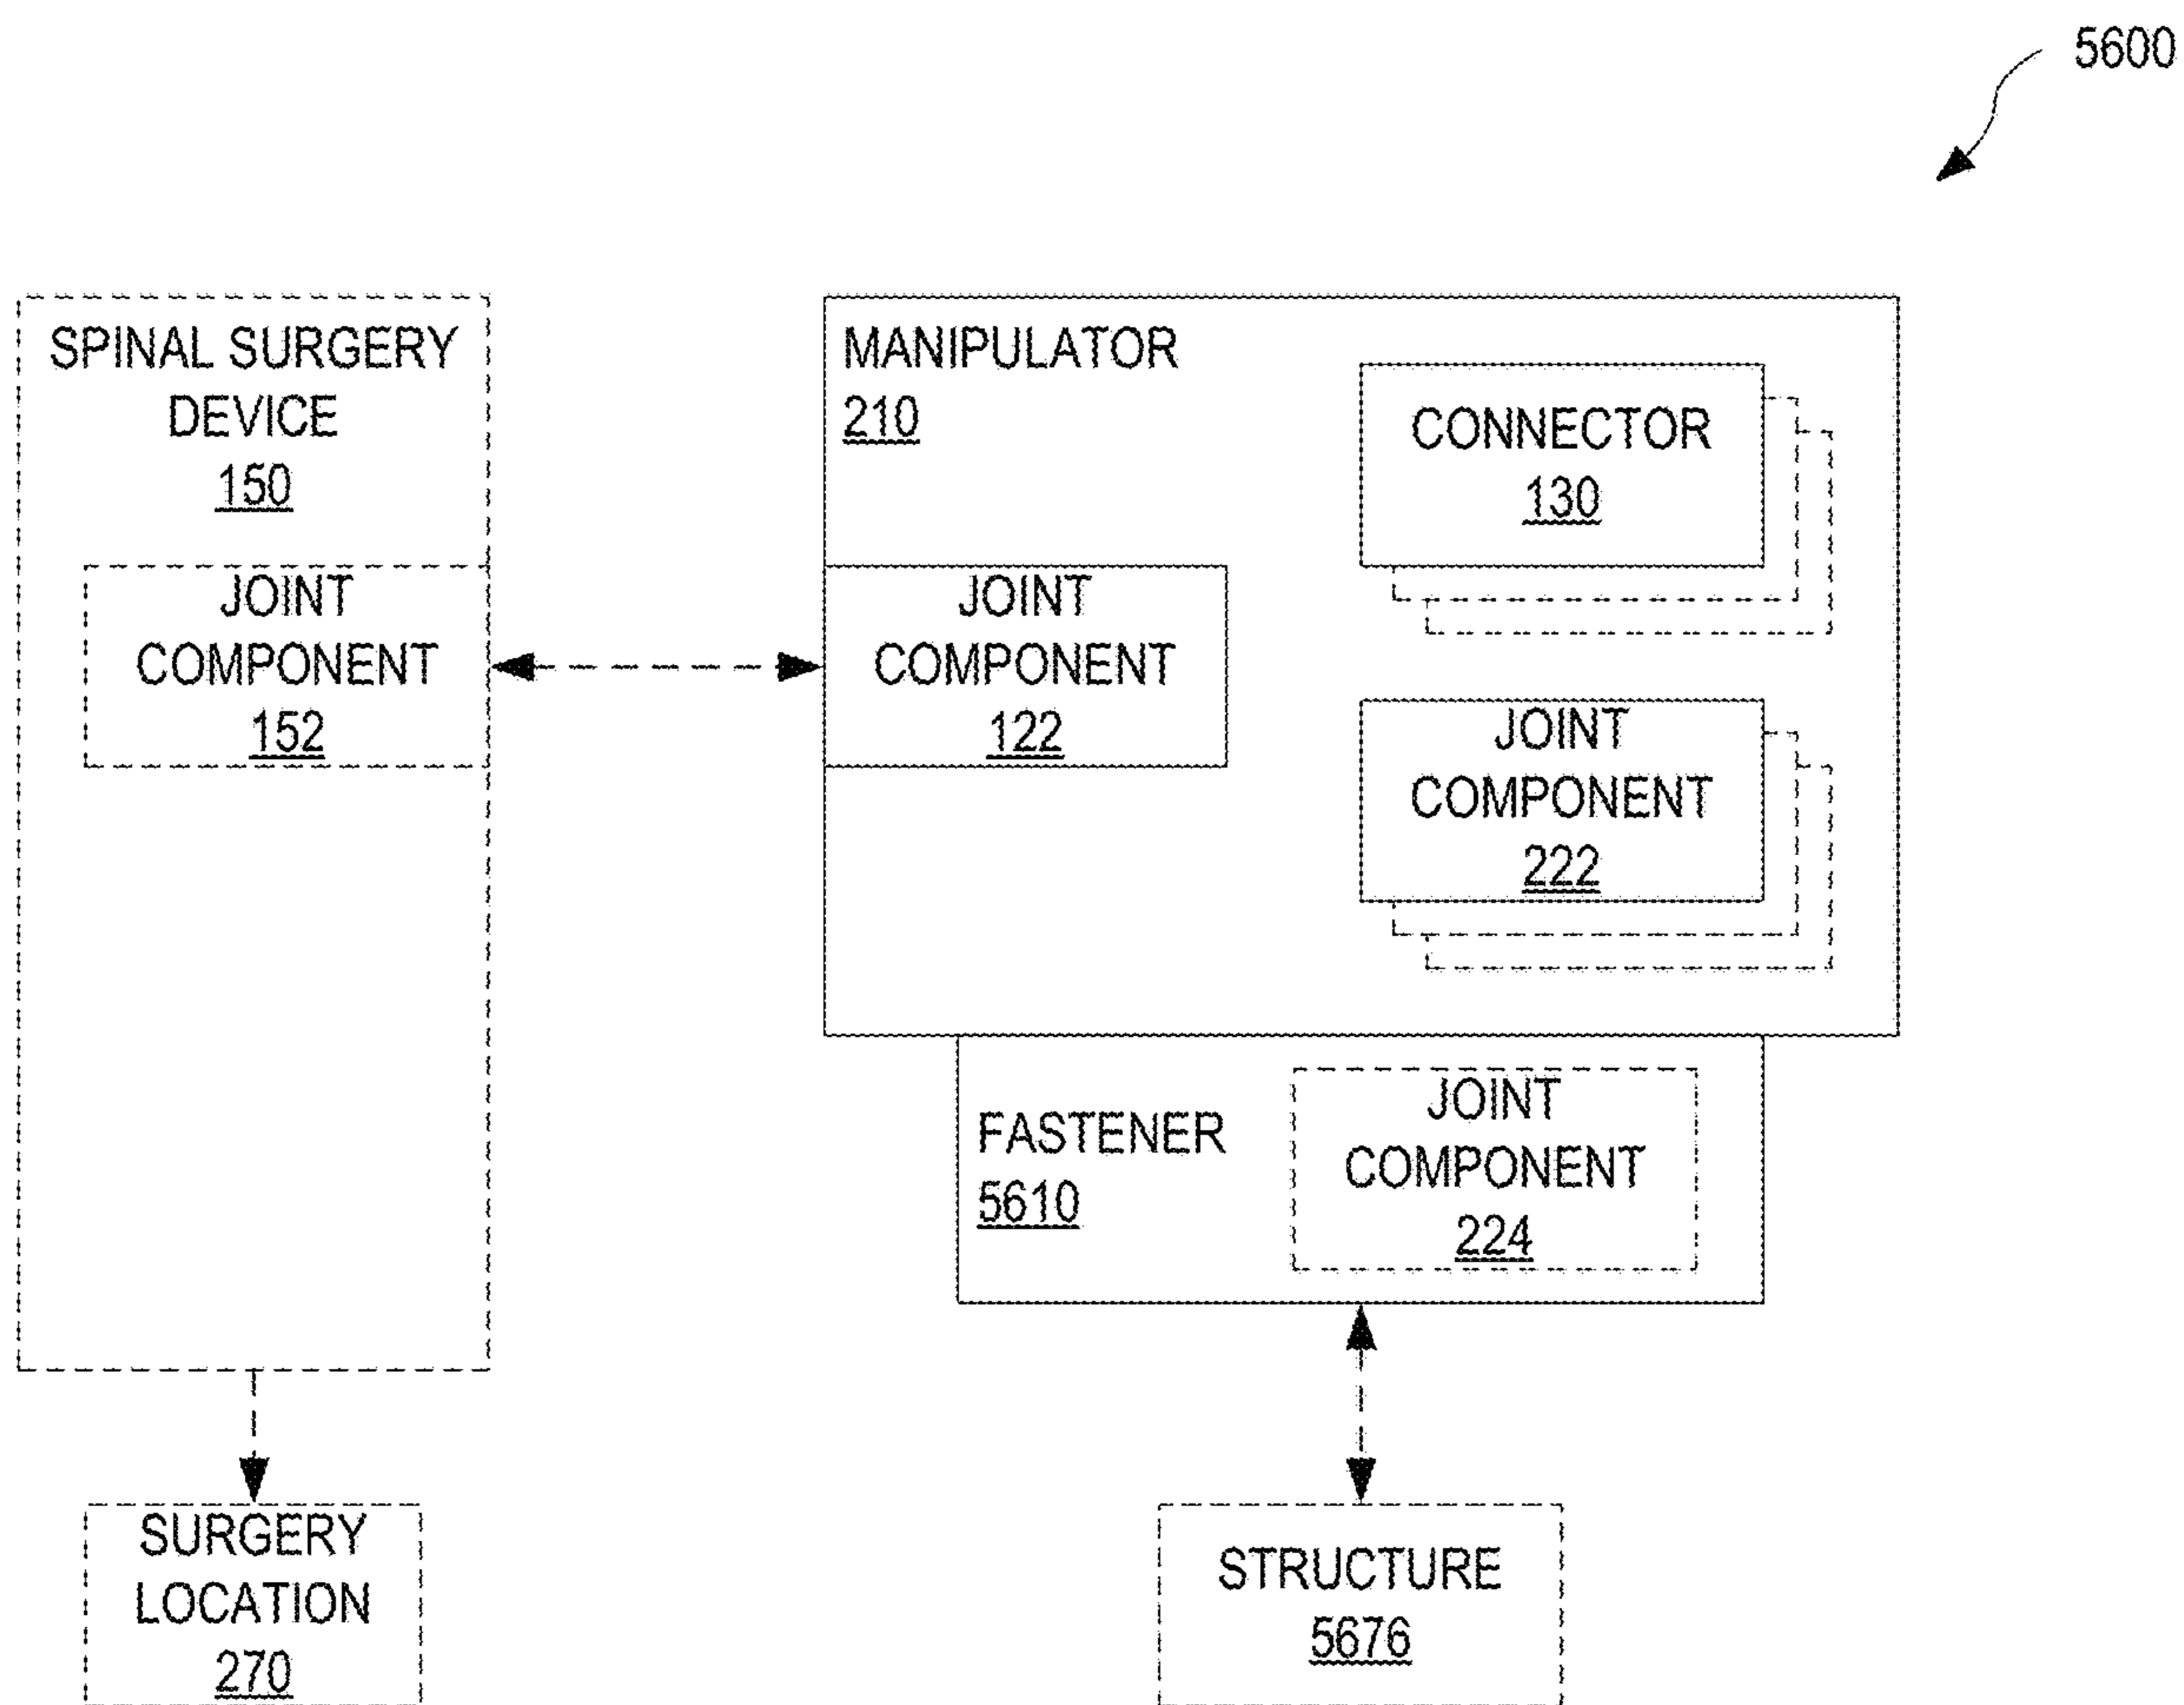 5600
SPINAL SURGERY
DEVICE
150
JOINT
COMPONENT
152
MANIPULATOR
210
CONNECTOR
130
JOINT
COMPONENT
122
JOINT
COMPONENT
222
FASTENER
5610
JOINT
COMPONENT
224
SURGERY
LOCATION
270
STRUCTURE
5676